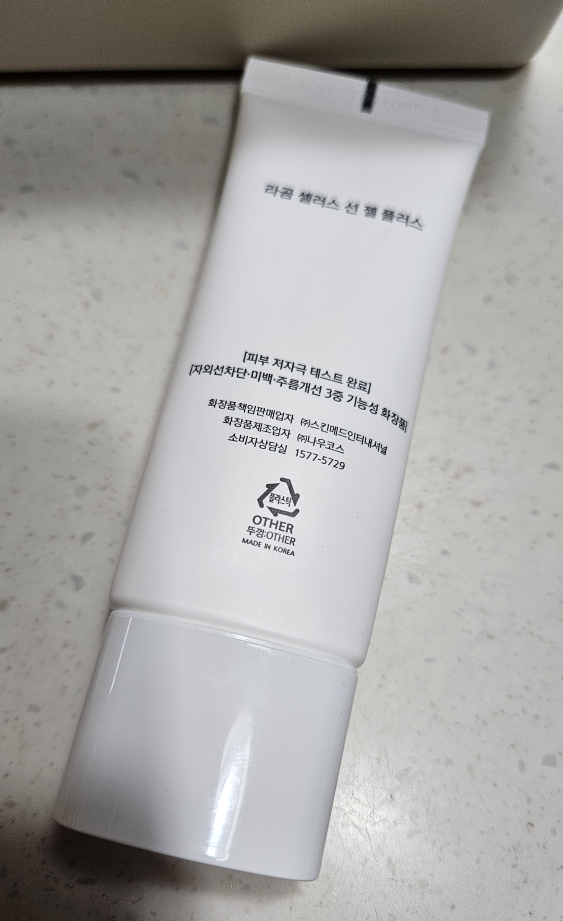 라곰 셀러스 선 젤 플러스
[피부 저자극 테스트 완료]
[자외선차단·미백·주름개선 3중 기능성 화장품]
화장품책임판매업자 ㈜스킨메드인터내셔널
화장품제조업자 ㈜나우코스
소비자상담실 1577-5729
플라스틱
OTHER
뚜껑:OTHER
MADE IN KOREA